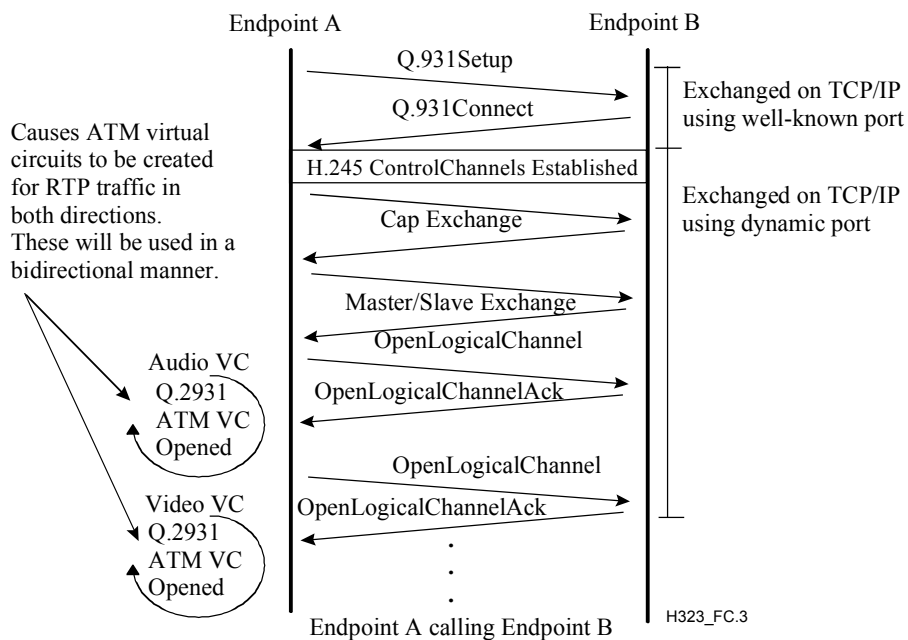 Endpoint A
Endpoint B
Q.931Setup
Exchanged on TCP/IP
using well-known port
Q.931Connect
Causes ATM virtual
circuits to be created
for RTP traffic in
both directions.
These will be used in a
bidirectional manner.
H.245 ControlChannels Established
Exchanged on TCP/IP
using dynamic port
Cap Exchange
Master/Slave Exchange
OpenLogicalChannel
Audio VC
Q.2931
ATM VC
Opened
OpenLogicalChannelAck
OpenLogicalChannel
Video VC
Q.2931
ATM VC
Opened
OpenLogicalChannelAck
.
.
.
H323_FC.3
Endpoint A calling Endpoint B